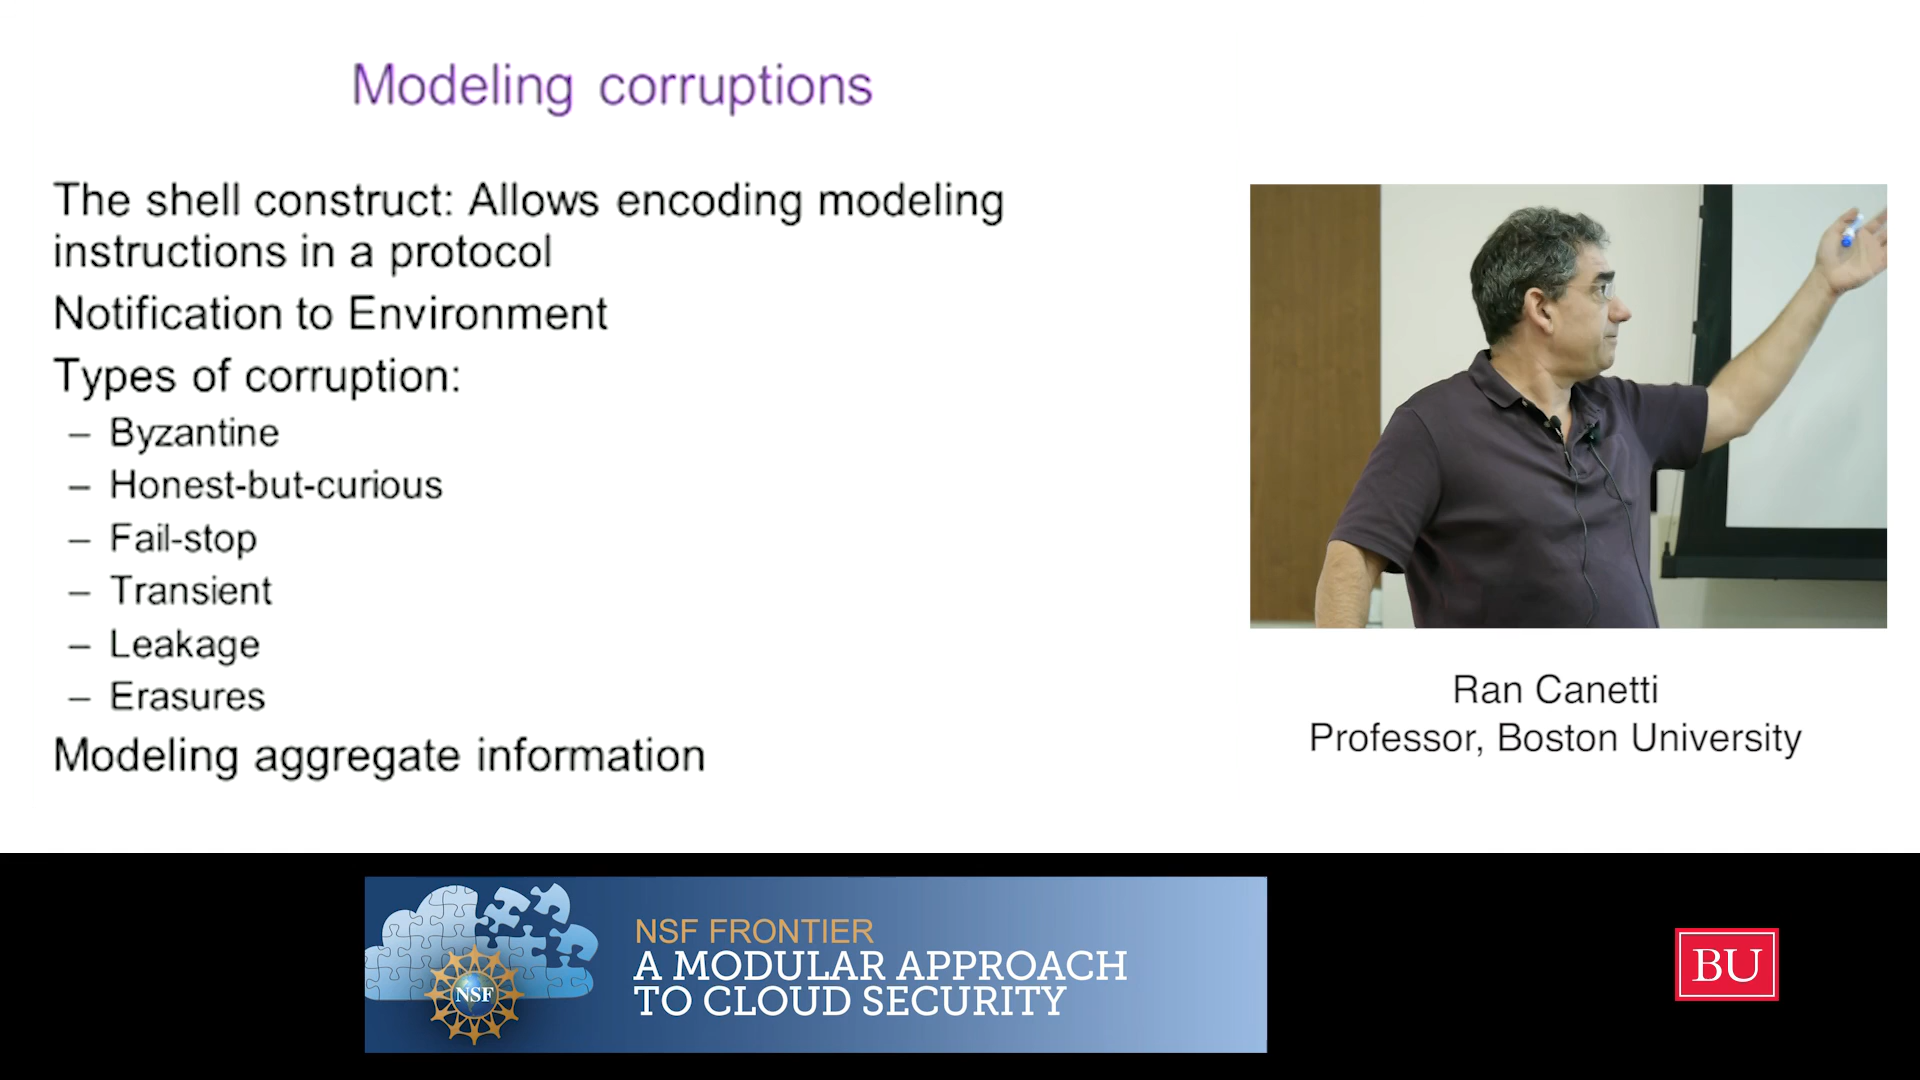 Modeling corruptions
The shell construct: Allows encoding modeling
instructions in a protocol
Notification to Environment
Types of corruption:
– Byzantine
– Honest-but-curious
– Fail-stop
– Transient
– Leakage
– Erasures
Modeling aggregate information
Ran Canetti
Professor, Boston University
NSF
NSF FRONTIER
A MODULAR APPROACH
TO CLOUD SECURITY
BU